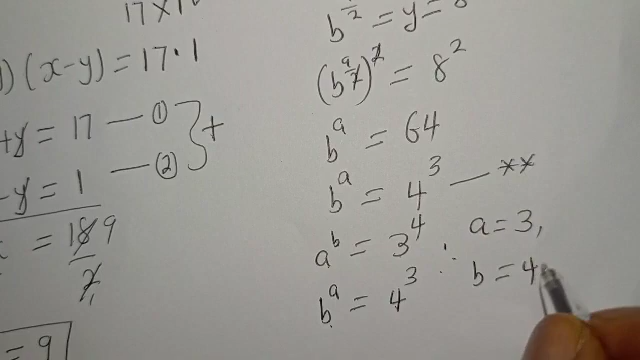 17×1
) (x-y) = 17·1
+y = 17 — ①
-y = 1 — ②
} +
= 18 9
2,
= 9
b^{a/2} = y = 8
(b^{a/2})^2 = 8^2
b^a = 64
b^a = 4^3 — **
a^b = 3^4
b^a = 4^3
∴ a = 3,
b = 4